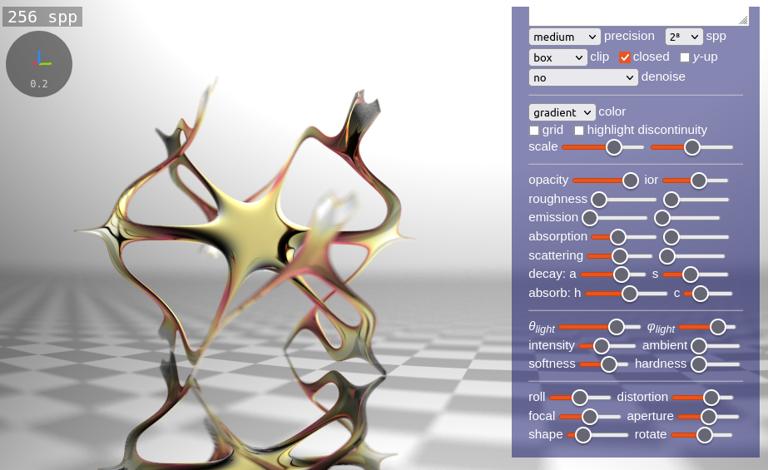 256 spp
0.2
medium precision 2⁸ spp
box clip closed y-up
no denoise
gradient color
grid highlight discontinuity
scale
opacity ior
roughness
emission
absorption
scattering
decay: a s
absorb: h c
θlight φlight
intensity ambient
softness hardness
roll distortion
focal aperture
shape rotate